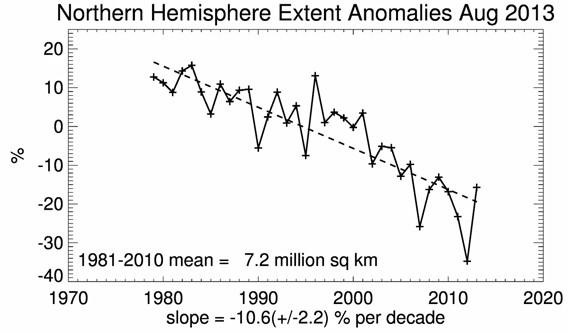 Northern Hemisphere Extent Anomalies Aug 2013
20
10
0
-10
-20
-30
-40
%
1981-2010 mean = 7.2 million sq km
1970 1980 1990 2000 2010 2020
slope = -10.6(+/-2.2) % per decade